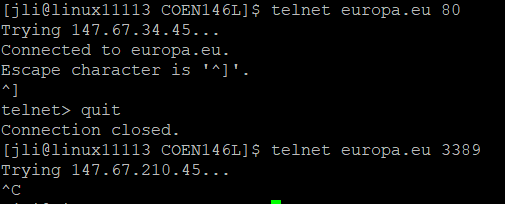 [jli@linux11113 COEN146L]$ telnet europa.eu 80
Trying 147.67.34.45...
Connected to europa.eu.
Escape character is '^]'.
^]
telnet> quit
Connection closed.
[jli@linux11113 COEN146L]$ telnet europa.eu 3389
Trying 147.67.210.45...
^C